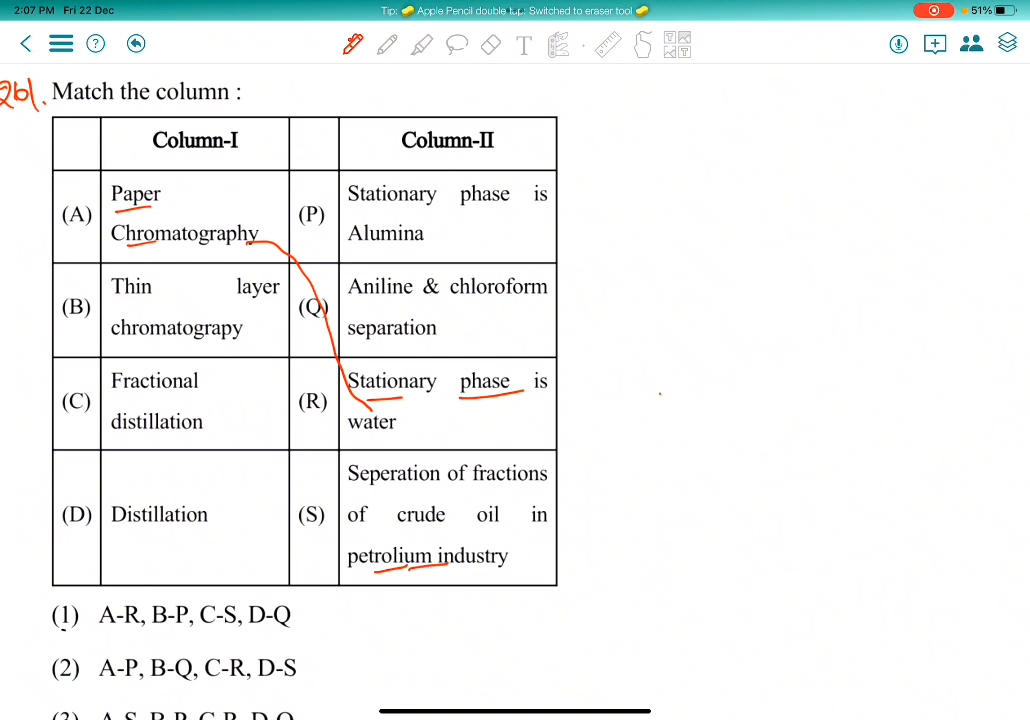 2:07 PM Fri 22 Dec
Tip: Apple Pencil double tap: Switched to eraser tool
51%
?
T
T
T
261. Match the column :
Column-I Column-II
(A) Paper Chromatography (P) Stationary phase is Alumina
(B) Thin layer chromatograpy (Q) Aniline & chloroform separation
(C) Fractional distillation (R) Stationary phase is water
(D) Distillation (S) Seperation of fractions of crude oil in petrolium industry
(1) A-R, B-P, C-S, D-Q
(2) A-P, B-Q, C-R, D-S
(3) A-S, B-P, C-R, D-Q